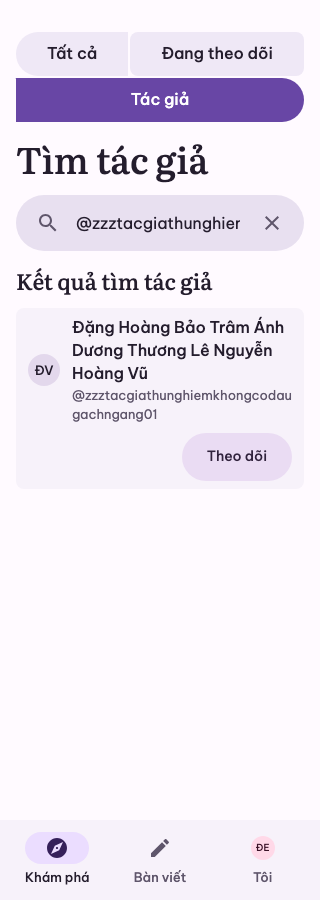 Tất cả
Đang theo dõi
Tác giả
Tìm tác giả
@zzztacgiathunghier
Kết quả tìm tác giả
ĐV
Đặng Hoàng Bảo Trâm Ánh
Dương Thương Lê Nguyễn
Hoàng Vũ
@zzztacgiathunghiemkhongcodau
gachngang01
Theo dõi
Khám phá
Bàn viết
ĐE
Tôi